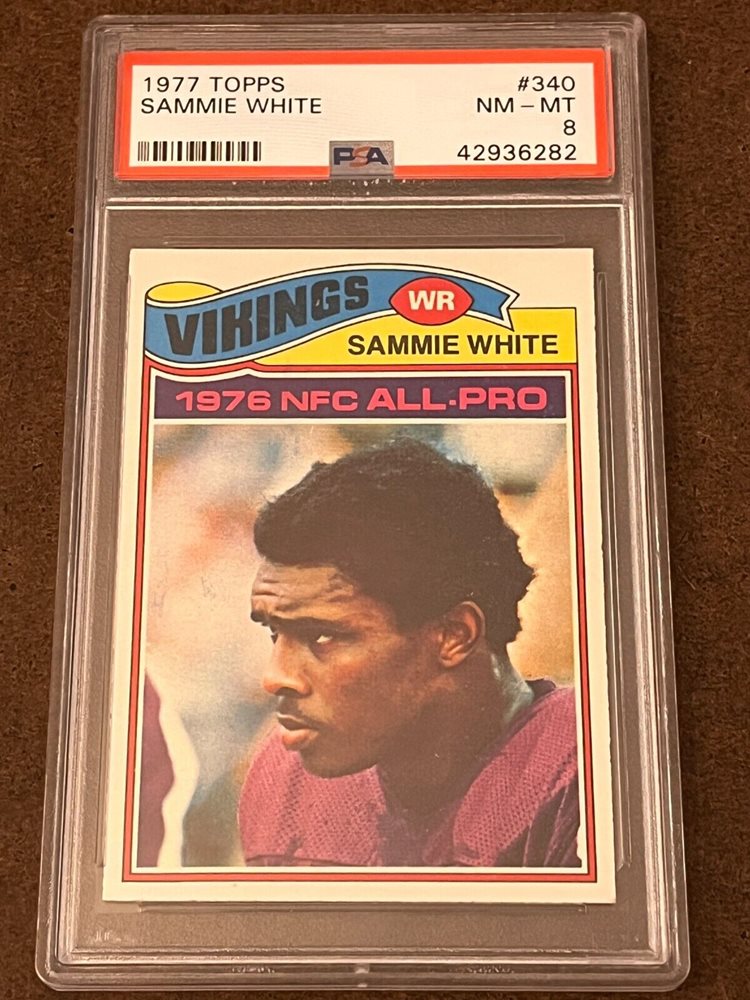 1977 TOPPS #340
SAMMIE WHITE NM - MT
8
PSA 42936282
VIKINGS WR
SAMMIE WHITE
1976 NFC ALL-PRO